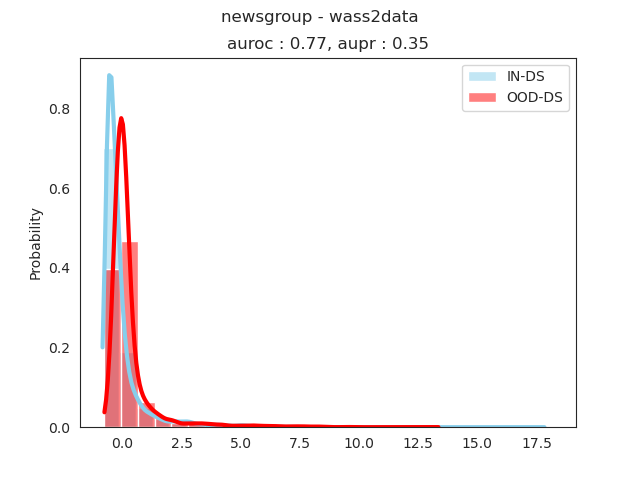 newsgroup - wass2data
auroc : 0.77, aupr : 0.35
IN-DS
OOD-DS
Probability
0.8
0.6
0.4
0.2
0.0
0.0 2.5 5.0 7.5 10.0 12.5 15.0 17.5